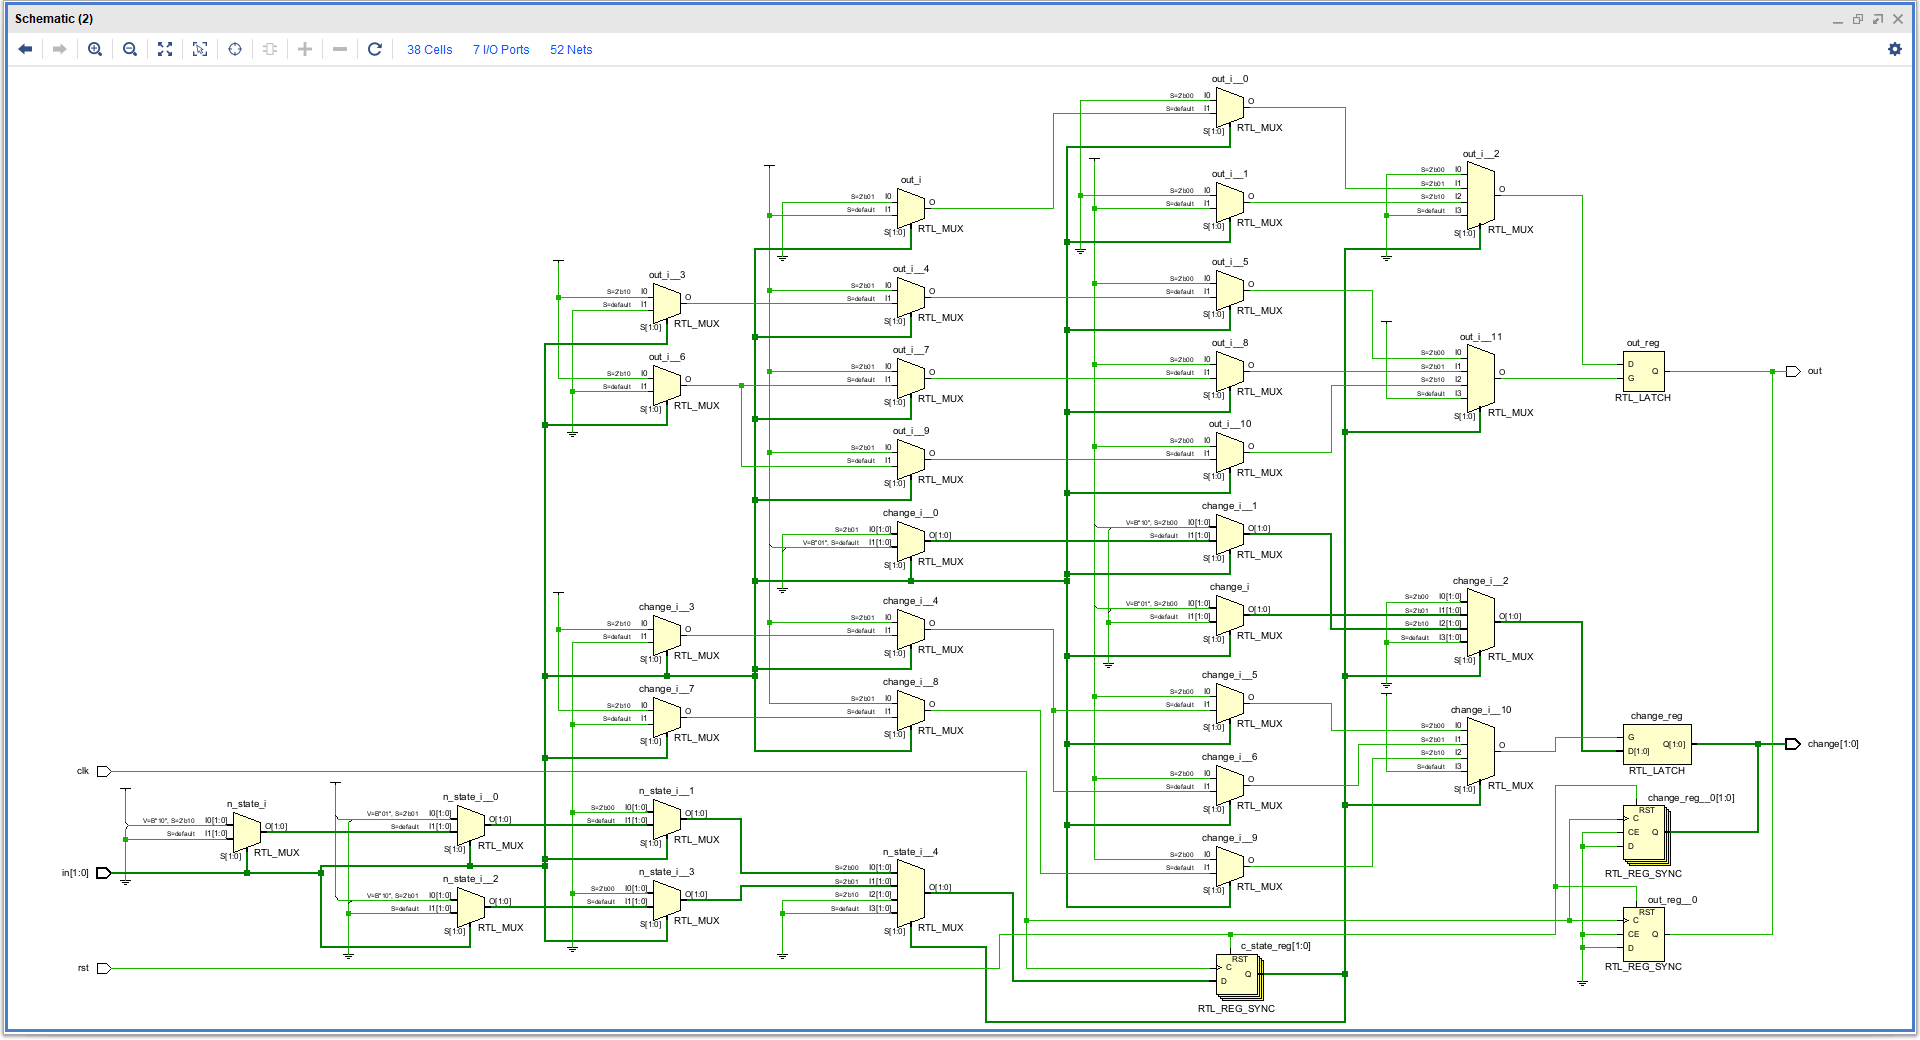 Schematic (2)
38 Cells 7 I/O Ports 52 Nets
out_i__0
S=2'b00 I0
S=default I1
O
S[1:0]
RTL_MUX
out_i__2
S=2'b00 I0
S=2'b01 I1
S=2'b10 I2
S=default I3
O
S[1:0]
RTL_MUX
out_i
S=2'b01 I0
S=default I1
O
S[1:0]
RTL_MUX
out_i__1
S=2'b00 I0
S=default I1
O
S[1:0]
RTL_MUX
out_i__3
S=2'b10 I0
S=default I1
O
S[1:0]
RTL_MUX
out_i__4
S=2'b01 I0
S=default I1
O
S[1:0]
RTL_MUX
out_i__5
S=2'b00 I0
S=default I1
O
S[1:0]
RTL_MUX
out_i__6
S=2'b10 I0
S=default I1
O
S[1:0]
RTL_MUX
out_i__7
S=2'b01 I0
S=default I1
O
S[1:0]
RTL_MUX
out_i__8
S=2'b00 I0
S=default I1
O
S[1:0]
RTL_MUX
out_i__11
S=2'b00 I0
S=2'b01 I1
S=2'b10 I2
S=default I3
O
S[1:0]
RTL_MUX
out_reg
D
G
Q
RTL_LATCH
out
out_i__9
S=2'b01 I0
S=default I1
O
S[1:0]
RTL_MUX
out_i__10
S=2'b00 I0
S=default I1
O
S[1:0]
RTL_MUX
change_i__0
S=2'b01 I0[1:0]
V=B"01", S=default I1[1:0]
O[1:0]
S[1:0]
RTL_MUX
change_i__1
V=B"10", S=2'b00 I0[1:0]
S=default I1[1:0]
O[1:0]
S[1:0]
RTL_MUX
change_i
V=B"01", S=2'b00 I0[1:0]
S=default I1[1:0]
O[1:0]
S[1:0]
RTL_MUX
change_i__2
S=2'b00 I0[1:0]
S=2'b01 I1[1:0]
S=2'b10 I2[1:0]
S=default I3[1:0]
O[1:0]
S[1:0]
RTL_MUX
change_i__3
S=2'b10 I0
S=default I1
O
S[1:0]
RTL_MUX
change_i__4
S=2'b01 I0
S=default I1
O
S[1:0]
RTL_MUX
change_i__5
S=2'b00 I0
S=default I1
O
S[1:0]
RTL_MUX
change_i__7
S=2'b10 I0
S=default I1
O
S[1:0]
RTL_MUX
change_i__8
S=2'b01 I0
S=default I1
O
S[1:0]
RTL_MUX
change_i__10
S=2'b00 I0
S=2'b01 I1
S=2'b10 I2
S=default I3
O
S[1:0]
RTL_MUX
change_reg
G
D[1:0]
Q[1:0]
RTL_LATCH
change[1:0]
change_i__6
S=2'b00 I0
S=default I1
O
S[1:0]
RTL_MUX
clk
n_state_i
V=B"10", S=2'b10 I0[1:0]
S=default I1[1:0]
O[1:0]
S[1:0]
RTL_MUX
n_state_i__0
V=B"01", S=2'b01 I0[1:0]
S=default I1[1:0]
O[1:0]
S[1:0]
RTL_MUX
n_state_i__1
S=2'b00 I0[1:0]
S=default I1[1:0]
O[1:0]
S[1:0]
RTL_MUX
change_reg__0[1:0]
RST
C
CE
D
Q
RTL_REG_SYNC
change_i__9
S=2'b00 I0
S=default I1
O
S[1:0]
RTL_MUX
in[1:0]
n_state_i__2
V=B"10", S=2'b01 I0[1:0]
S=default I1[1:0]
O[1:0]
S[1:0]
RTL_MUX
n_state_i__3
S=2'b00 I0[1:0]
S=default I1[1:0]
O[1:0]
S[1:0]
RTL_MUX
n_state_i__4
S=2'b00 I0[1:0]
S=2'b01 I1[1:0]
S=2'b10 I2[1:0]
S=default I3[1:0]
O[1:0]
S[1:0]
RTL_MUX
out_reg__0
RST
C
CE
D
Q
RTL_REG_SYNC
rst
c_state_reg[1:0]
RST
C
D
Q
RTL_REG_SYNC